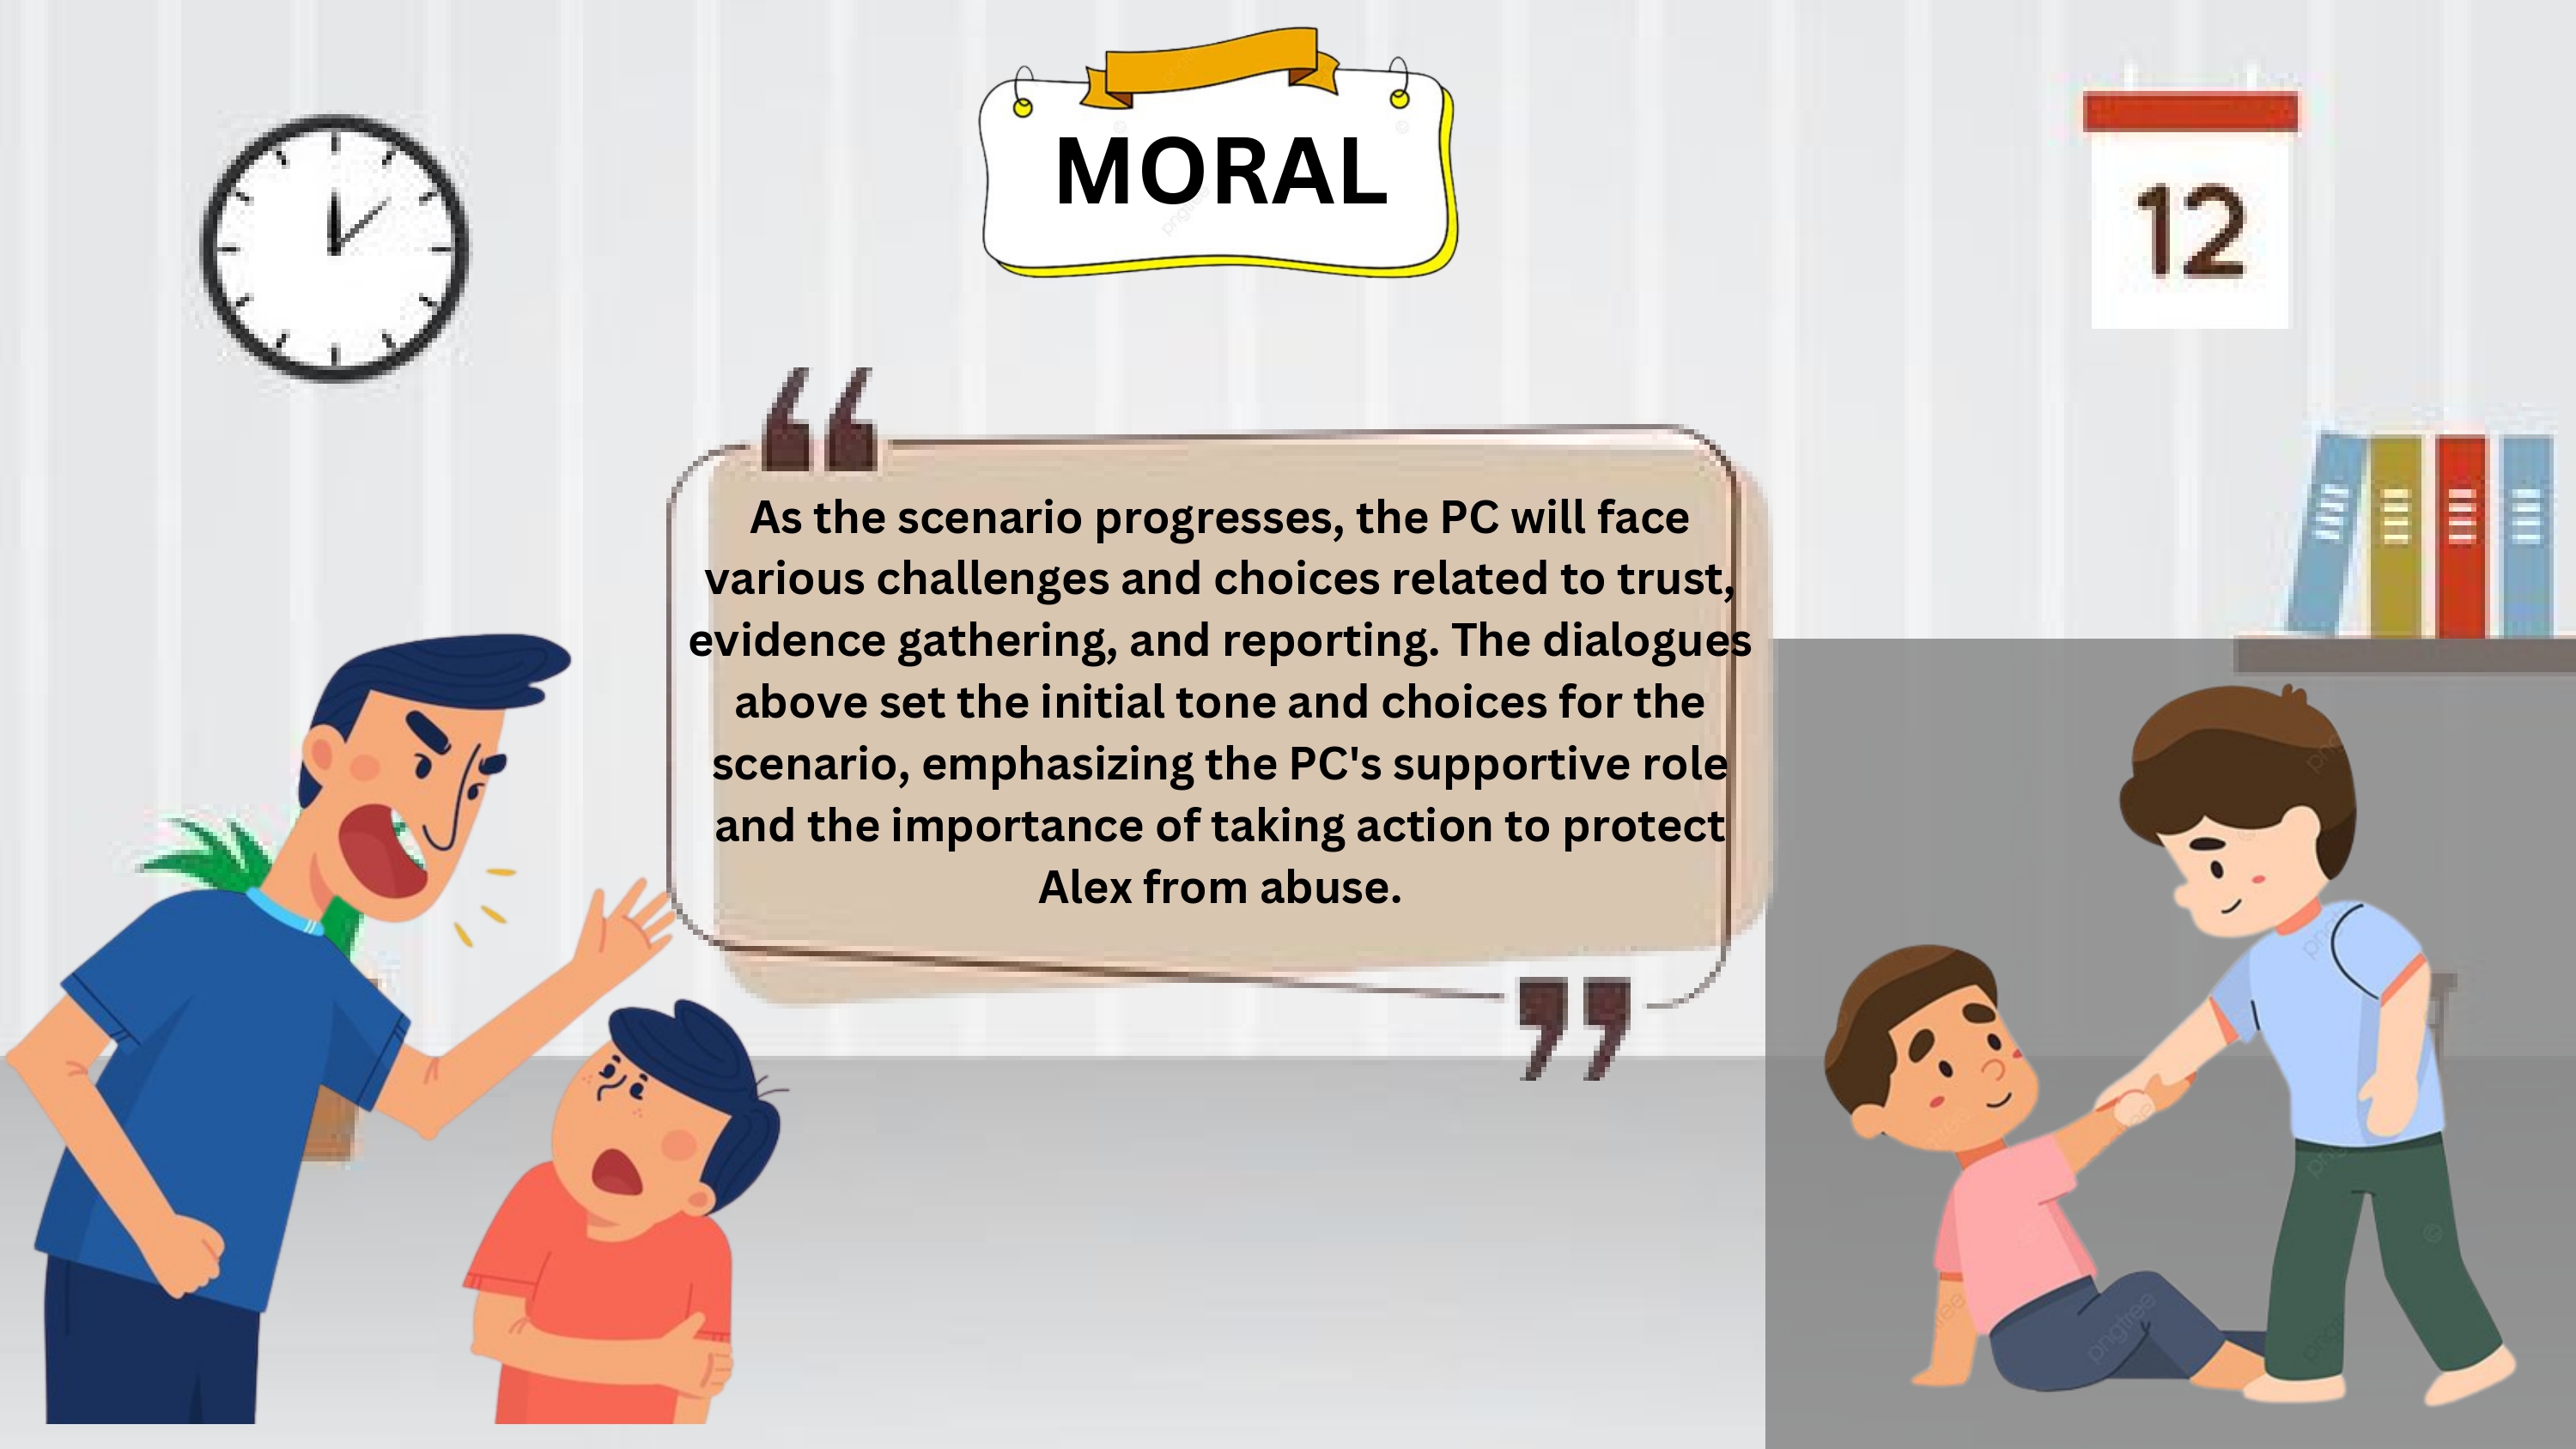 MORAL
12
As the scenario progresses, the PC will face
various challenges and choices related to trust,
evidence gathering, and reporting. The dialogues
above set the initial tone and choices for the
scenario, emphasizing the PC's supportive role
and the importance of taking action to protect
Alex from abuse.
pngtree